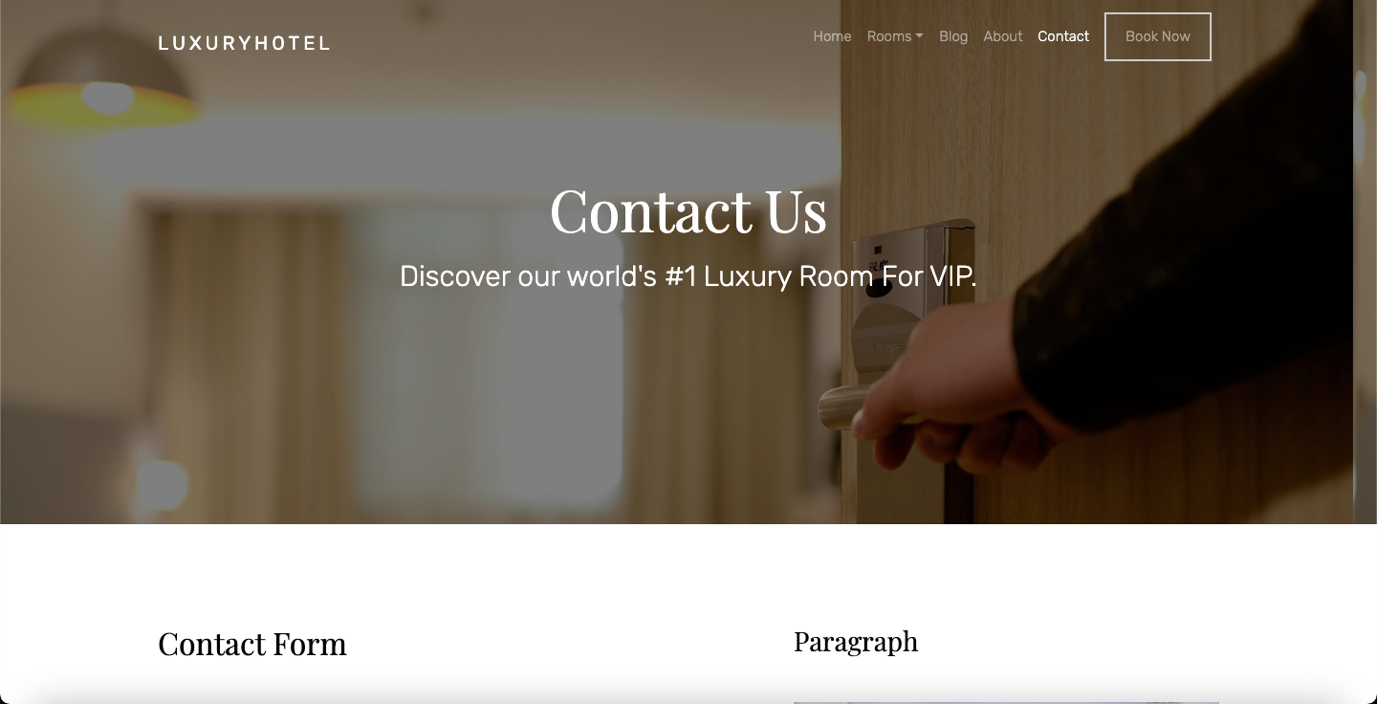 LUXURYHOTEL
Home Rooms Blog About Contact Book Now
Contact Us
Discover our world's #1 Luxury Room For VIP.
Contact Form
Paragraph